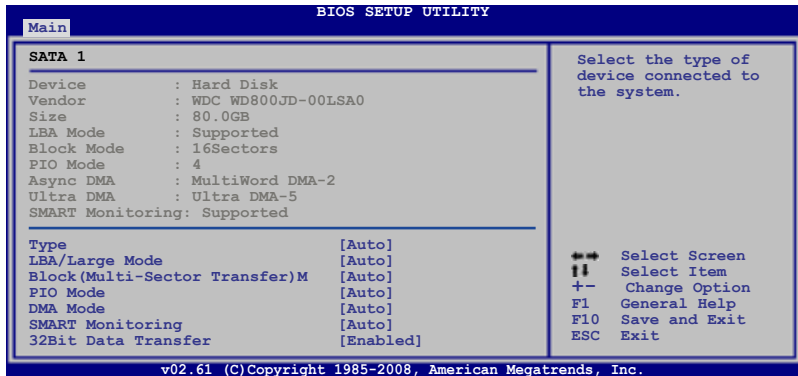 BIOS SETUP UTILITY
Main
SATA 1
Device : Hard Disk
Vendor : WDC WD800JD-00LSA0
Size : 80.0GB
LBA Mode : Supported
Block Mode : 16Sectors
PIO Mode : 4
Async DMA : MultiWord DMA-2
Ultra DMA : Ultra DMA-5
SMART Monitoring: Supported
Type [Auto]
LBA/Large Mode [Auto]
Block(Multi-Sector Transfer)M [Auto]
PIO Mode [Auto]
DMA Mode [Auto]
SMART Monitoring [Auto]
32Bit Data Transfer [Enabled]
Select the type of
device connected to
the system.
←→ Select Screen
↑↓ Select Item
+- Change Option
F1 General Help
F10 Save and Exit
ESC Exit
v02.61 (C)Copyright 1985-2008, American Megatrends, Inc.